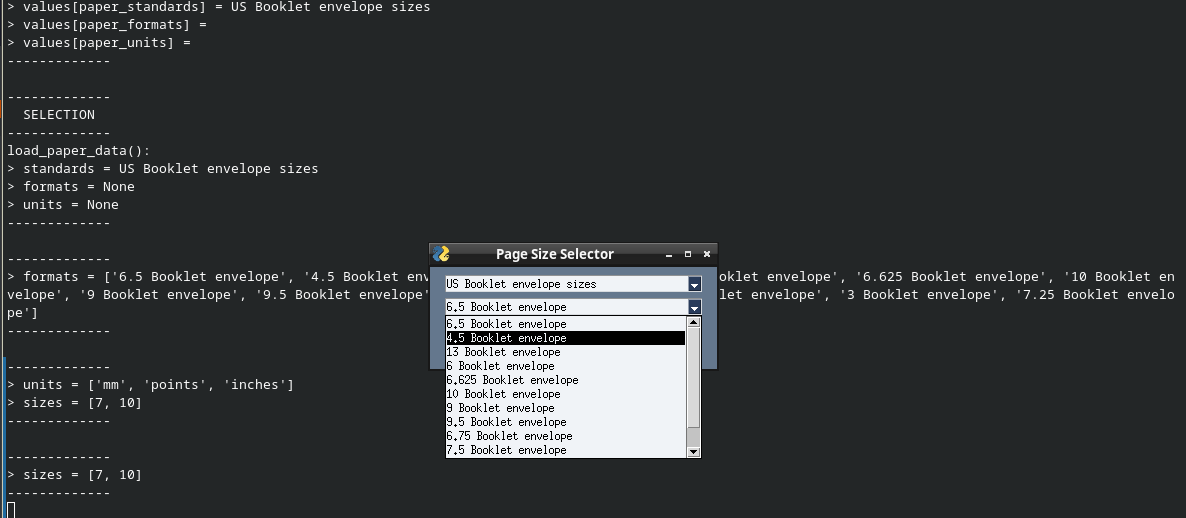 > values[paper_standards] = US Booklet envelope sizes
> values[paper_formats] =
> values[paper_units] =
-------------
-------------
  SELECTION
-------------
load_paper_data():
> standards = US Booklet envelope sizes
> formats = None
> units = None
-------------
-------------
> formats = ['6.5 Booklet envelope', '4.5 Booklet env
oklet envelope', '6.625 Booklet envelope', '10 Booklet en
velope', '9 Booklet envelope', '9.5 Booklet envelope'
let envelope', '3 Booklet envelope', '7.25 Booklet envelo
pe']
-------------
-------------
> units = ['mm', 'points', 'inches']
> sizes = [7, 10]
-------------
-------------
> sizes = [7, 10]
-------------
Page Size Selector
US Booklet envelope sizes
6.5 Booklet envelope
6.5 Booklet envelope
4.5 Booklet envelope
13 Booklet envelope
6 Booklet envelope
6.625 Booklet envelope
10 Booklet envelope
9 Booklet envelope
9.5 Booklet envelope
6.75 Booklet envelope
7.5 Booklet envelope